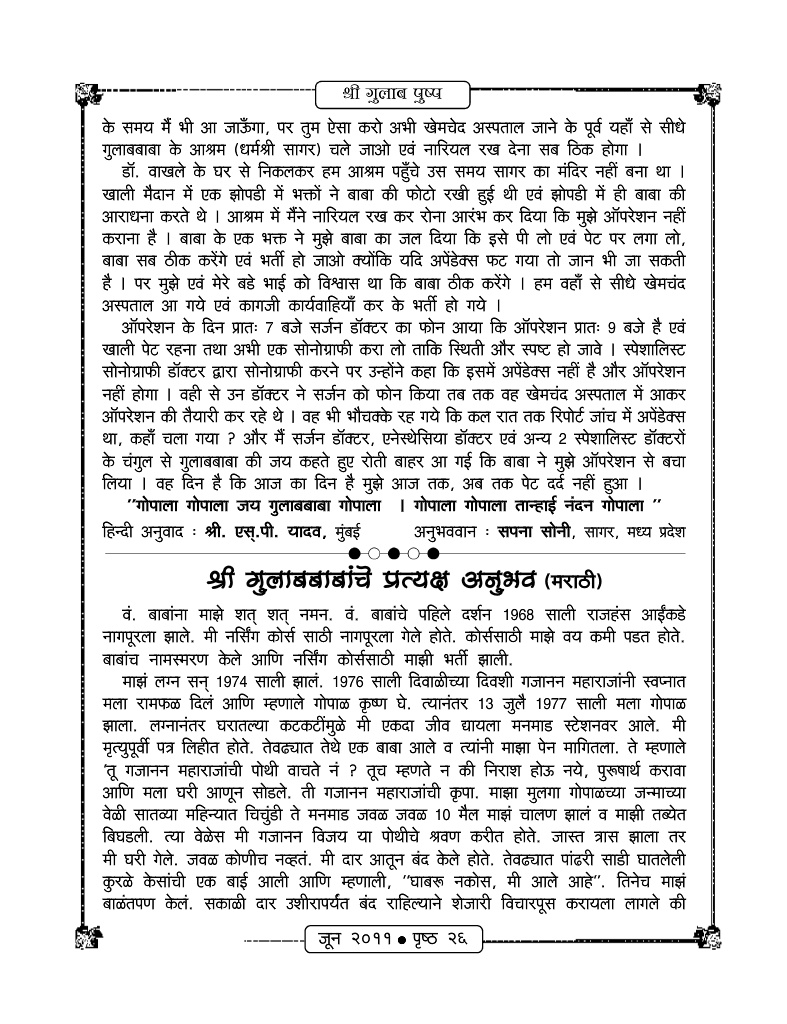 श्री गुलाब पुष्प
के समय मैं भी आ जाऊँगा, पर तुम ऐसा करो अभी खेमचेद अस्पताल जाने के पूर्व यहाँ से सीधे
गुलाबबाबा के आश्रम (धर्मश्री सागर) चले जाओ एवं नारियल रख देना सब ठिक होगा ।
डॉ. वाखले के घर से निकलकर हम आश्रम पहुँचे उस समय सागर का मंदिर नहीं बना था ।
खाली मैदान में एक झोपडी में भक्तों ने बाबा की फोटो रखी हुई थी एवं झोपडी में ही बाबा की
आराधना करते थे । आश्रम में मैंने नारियल रख कर रोना आरंभ कर दिया कि मुझे ऑपरेशन नहीं
कराना है । बाबा के एक भक्त ने मुझे बाबा का जल दिया कि इसे पी लो एवं पेट पर लगा लो,
बाबा सब ठीक करेंगे एवं भर्ती हो जाओ क्योंकि यदि अपेंडेक्स फट गया तो जान भी जा सकती
है । पर मुझे एवं मेरे बडे भाई को विश्वास था कि बाबा ठीक करेंगे । हम वहाँ से सीधे खेमचंद
अस्पताल आ गये एवं कागजी कार्यवाहियाँ कर के भर्ती हो गये ।
ऑपरेशन के दिन प्रातः 7 बजे सर्जन डॉक्टर का फोन आया कि ऑपरेशन प्रातः 9 बजे है एवं
खाली पेट रहना तथा अभी एक सोनोग्राफी करा लो ताकि स्थिती और स्पष्ट हो जावे । स्पेशालिस्ट
सोनोग्राफी डॉक्टर द्वारा सोनोग्राफी करने पर उन्होंने कहा कि इसमें अपेंडेक्स नहीं है और ऑपरेशन
नहीं होगा । वही से उन डॉक्टर ने सर्जन को फोन किया तब तक वह खेमचंद अस्पताल में आकर
ऑपरेशन की तैयारी कर रहे थे । वह भी भौचक्के रह गये कि कल रात तक रिपोर्ट जांच में अपेंडेक्स
था, कहाँ चला गया ? और मैं सर्जन डॉक्टर, एनेस्थेसिया डॉक्टर एवं अन्य 2 स्पेशालिस्ट डॉक्टरों
के चंगुल से गुलाबबाबा की जय कहते हुए रोती बाहर आ गई कि बाबा ने मुझे ऑपरेशन से बचा
लिया । वह दिन है कि आज का दिन है मुझे आज तक, अब तक पेट दर्द नहीं हुआ ।
''गोपाला गोपाला जय गुलाबबाबा गोपाला । गोपाला गोपाला तान्हाई नंदन गोपाला ''
हिन्दी अनुवाद : श्री. एस्.पी. यादव, मुंबई अनुभववान : सपना सोनी, सागर, मध्य प्रदेश
श्री गुलाबबाबांचे प्रत्यक्ष अनुभव (मराठी)
वं. बाबांना माझे शत् शत् नमन. वं. बाबांचे पहिले दर्शन 1968 साली राजहंस आईंकडे
नागपूरला झाले. मी नर्सिंग कोर्स साठी नागपूरला गेले होते. कोर्ससाठी माझे वय कमी पडत होते.
बाबांच नामस्मरण केले आणि नर्सिंग कोर्ससाठी माझी भर्ती झाली.
माझं लग्न सन् 1974 साली झालं. 1976 साली दिवाळीच्या दिवशी गजानन महाराजांनी स्वप्नात
मला रामफळ दिलं आणि म्हणाले गोपाळ कृष्ण घे. त्यानंतर 13 जुलै 1977 साली मला गोपाळ
झाला. लग्नानंतर घरातल्या कटकटींमुळे मी एकदा जीव द्यायला मनमाड स्टेशनवर आले. मी
मृत्युपूर्वी पत्र लिहीत होते. तेवढ्यात तेथे एक बाबा आले व त्यांनी माझा पेन मागितला. ते म्हणाले
'तू गजानन महाराजांची पोथी वाचते नं ? तूच म्हणते न की निराश होऊ नये, पुरूषार्थ करावा
आणि मला घरी आणून सोडले. ती गजानन महाराजांची कृपा. माझा मुलगा गोपाळच्या जन्माच्या
वेळी सातव्या महिन्यात चिचुंडी ते मनमाड जवळ जवळ 10 मैल माझं चालण झालं व माझी तब्येत
बिघडली. त्या वेळेस मी गजानन विजय या पोथीचे श्रवण करीत होते. जास्त त्रास झाला तर
मी घरी गेले. जवळ कोणीच नव्हतं. मी दार आतून बंद केले होते. तेवढ्यात पांढरी साडी घातलेली
कुरळे केसांची एक बाई आली आणि म्हणाली, ''घाबरू नकोस, मी आले आहे''. तिनेच माझं
बाळंतपण केलं. सकाळी दार उशीरापर्यंत बंद राहिल्याने शेजारी विचारपूस करायला लागले की
जून २०११ ● पृष्ठ २६